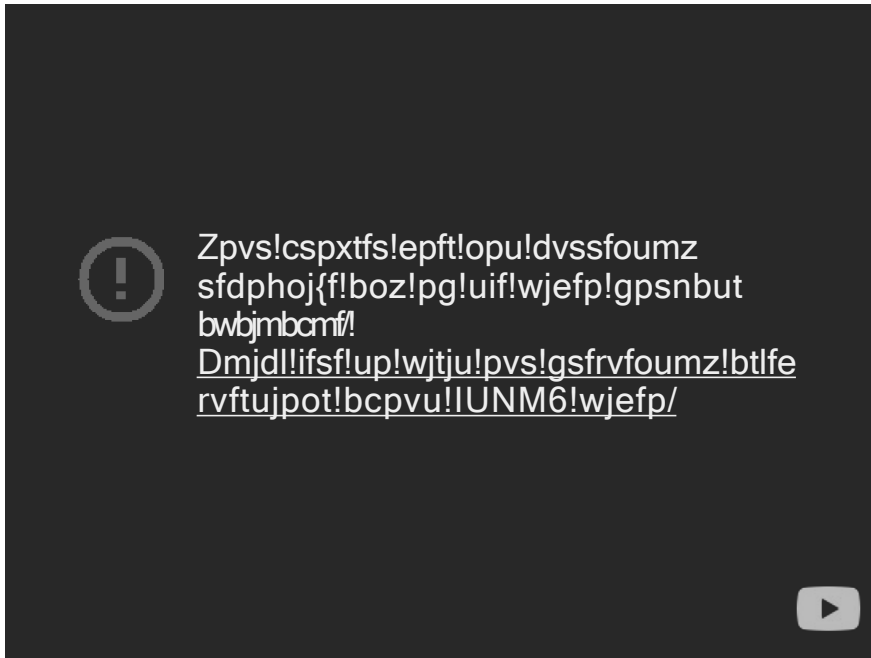 Zpvs!cspxtfs!epft!opu!dvssfoumz
sfdphoj{f!boz!pg!uif!wjefp!gpsnbut
bwbjmbcmf/!
Dmjdl!ifsf!up!wjtju!pvs!gsfrvfoumz!btlfe
rvftujpot!bcpvu!IUNM6!wjefp/